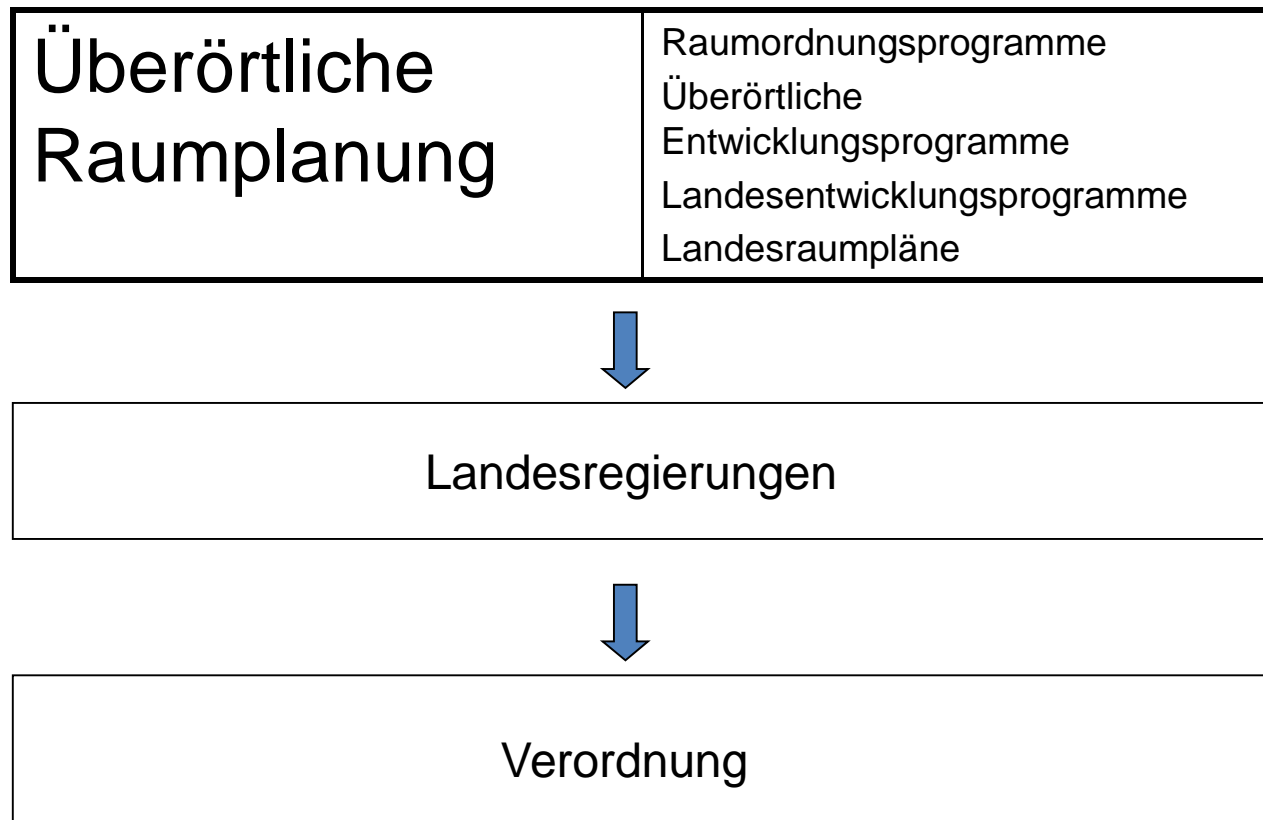 Überörtliche
Raumplanung
Raumordnungsprogramme
Überörtliche
Entwicklungsprogramme
Landesentwicklungsprogramme
Landesraumpläne
Landesregierungen
Verordnung